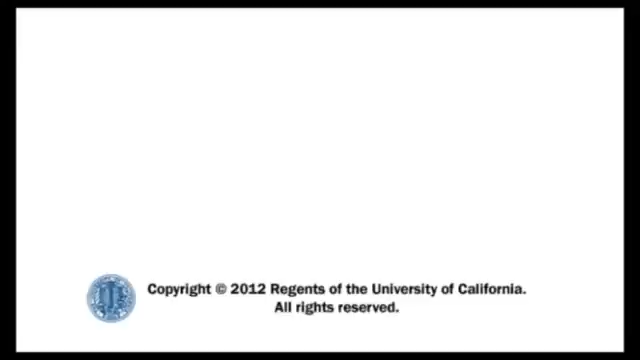 Copyright © 2012 Regents of the University of California.
All rights reserved.